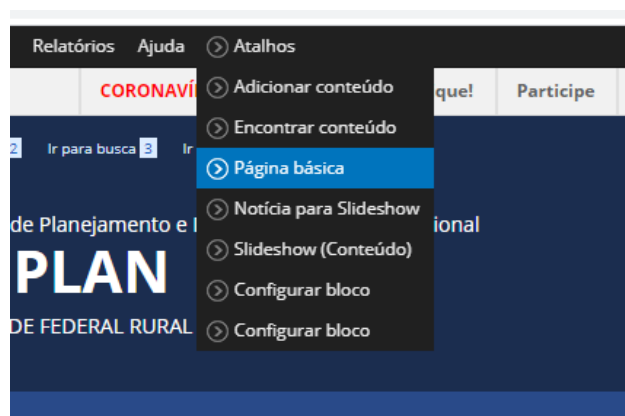 Relatórios Ajuda Atalhos
CORONAVÍ Adicionar conteúdo que! Participe
Encontrar conteúdo
2 Ir para busca 3 Ir
Página básica
Notícia para Slideshow
de Planejamento e ional
Slideshow (Conteúdo)
PLAN
Configurar bloco
DE FEDERAL RURAL Configurar bloco